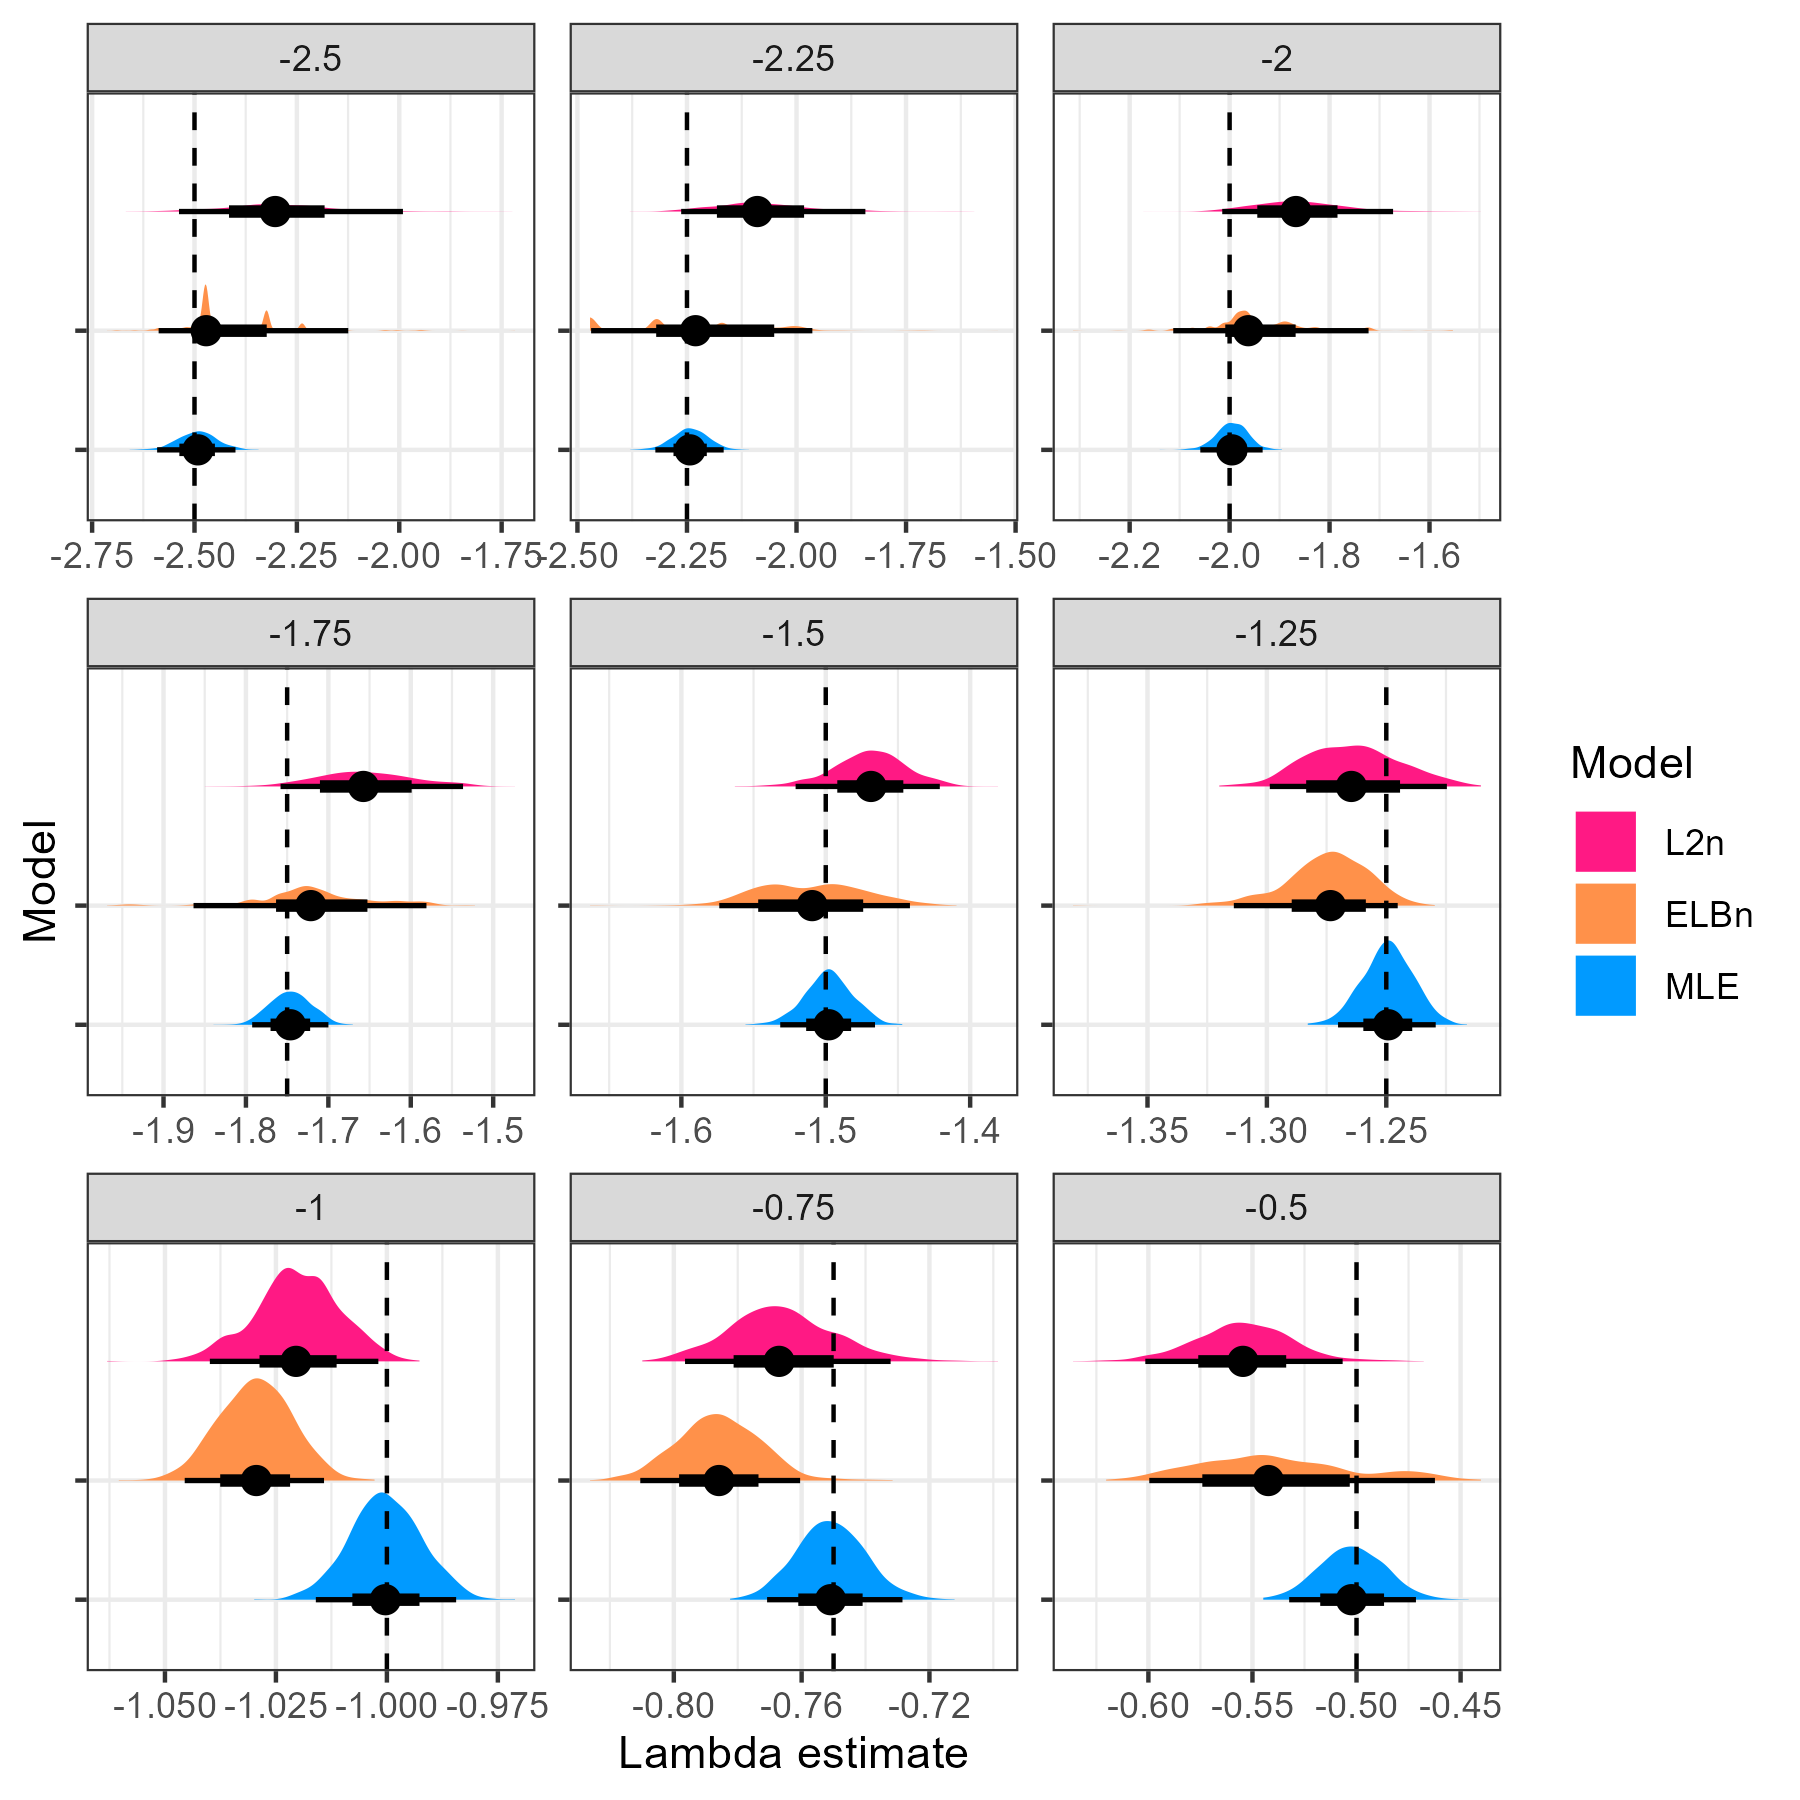 -2.5 -2.25 -2
-2.75 -2.50 -2.25 -2.00 -1.75 -2.50 -2.25 -2.00 -1.75 -1.50 -2.2 -2.0 -1.8 -1.6
-1.75 -1.5 -1.25
Model
L2n
ELBn
MLE
Model
-1.9 -1.8 -1.7 -1.6 -1.5 -1.6 -1.5 -1.4 -1.35 -1.30 -1.25
-1 -0.75 -0.5
-1.050 -1.025 -1.000 -0.975 -0.80 -0.76 -0.72 -0.60 -0.55 -0.50 -0.45
Lambda estimate